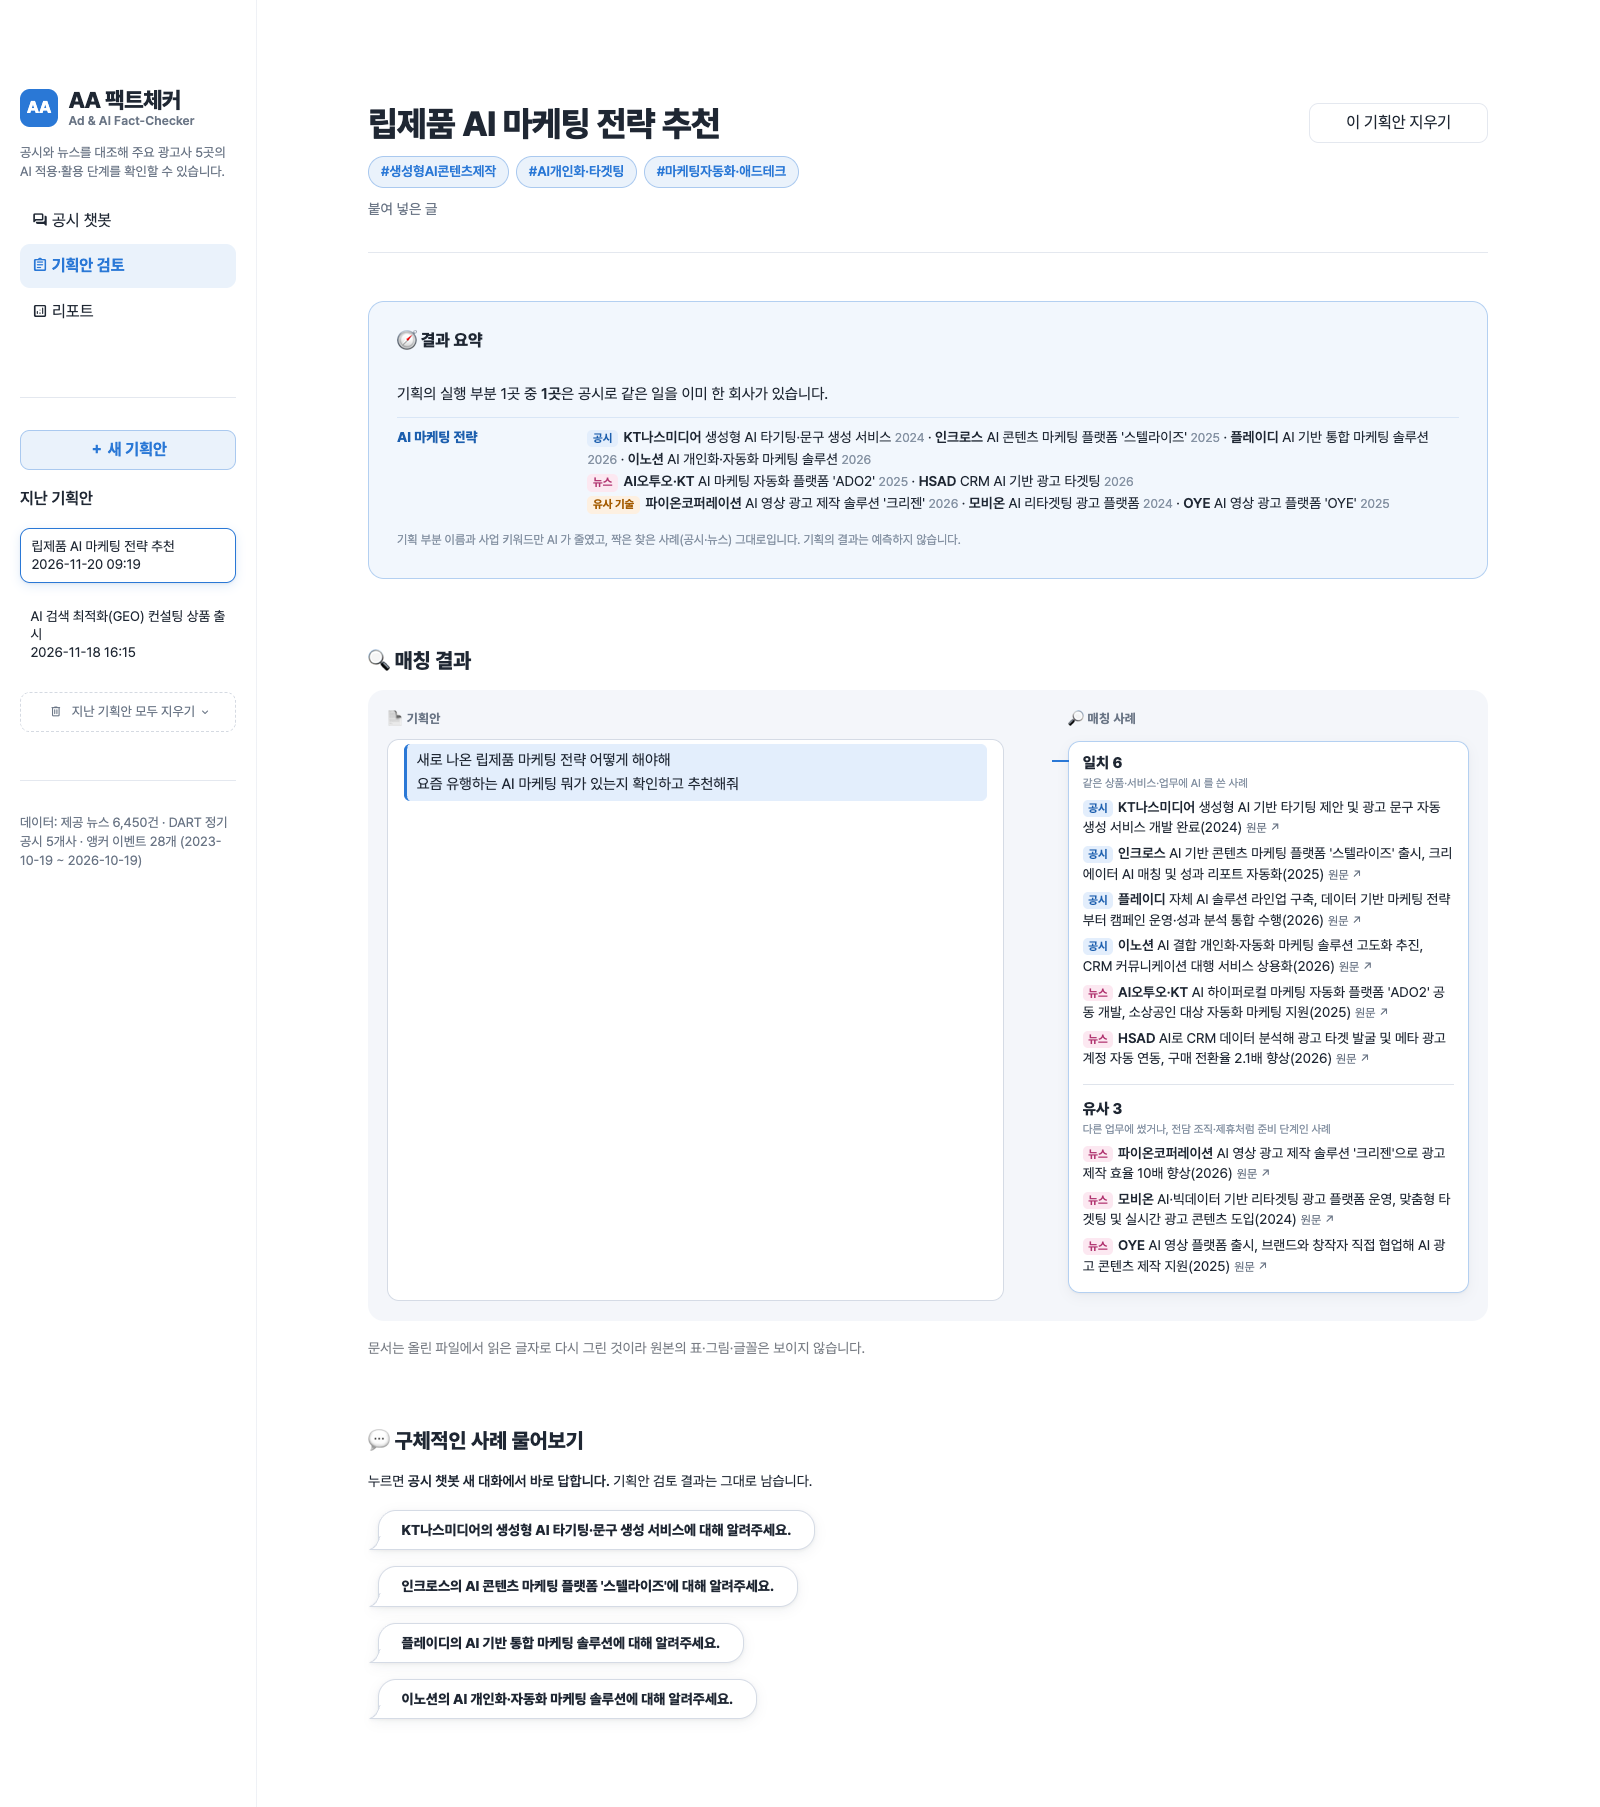 AA
AA 팩트체커
Ad & AI Fact-Checker
공시와 뉴스를 대조해 주요 광고사 5곳의
AI 적용·활용 단계를 확인할 수 있습니다.
공시 챗봇
기획안 검토
리포트
+ 새 기획안
지난 기획안
립제품 AI 마케팅 전략 추천
2026-11-20 09:19
AI 검색 최적화(GEO) 컨설팅 상품 출
시
2026-11-18 16:15
지난 기획안 모두 지우기
데이터: 제공 뉴스 6,450건 · DART 정기
공시 5개사 · 앵커 이벤트 28개 (2023-
10-19 ~ 2026-10-19)
립제품 AI 마케팅 전략 추천
이 기획안 지우기
#생성형AI콘텐츠제작 #AI개인화·타겟팅 #마케팅자동화·애드테크
붙여 넣은 글
결과 요약
기획의 실행 부분 1곳 중 1곳은 공시로 같은 일을 이미 한 회사가 있습니다.
AI 마케팅 전략
공시 KT나스미디어 생성형 AI 타기팅·문구 생성 서비스 2024 · 인크로스 AI 콘텐츠 마케팅 플랫폼 '스텔라이즈' 2025 · 플레이디 AI 기반 통합 마케팅 솔루션
2026 · 이노션 AI 개인화·자동화 마케팅 솔루션 2026
뉴스 AI오투오·KT AI 마케팅 자동화 플랫폼 'ADO2' 2025 · HSAD CRM AI 기반 광고 타겟팅 2026
유사 기술 파이온코퍼레이션 AI 영상 광고 제작 솔루션 '크리젠' 2026 · 모비온 AI 리타겟팅 광고 플랫폼 2024 · OYE AI 영상 광고 플랫폼 'OYE' 2025
기획 부분 이름과 사업 키워드만 AI 가 줄였고, 짝은 찾은 사례(공시·뉴스) 그대로입니다. 기획의 결과는 예측하지 않습니다.
매칭 결과
기획안
새로 나온 립제품 마케팅 전략 어떻게 해야해
요즘 유행하는 AI 마케팅 뭐가 있는지 확인하고 추천해줘
매칭 사례
일치 6
같은 상품·서비스·업무에 AI 를 쓴 사례
공시 KT나스미디어 생성형 AI 기반 타기팅 제안 및 광고 문구 자동
생성 서비스 개발 완료(2024) 원문 ↗
공시 인크로스 AI 기반 콘텐츠 마케팅 플랫폼 '스텔라이즈' 출시, 크리
에이터 AI 매칭 및 성과 리포트 자동화(2025) 원문 ↗
공시 플레이디 자체 AI 솔루션 라인업 구축, 데이터 기반 마케팅 전략
부터 캠페인 운영·성과 분석 통합 수행(2026) 원문 ↗
공시 이노션 AI 결합 개인화·자동화 마케팅 솔루션 고도화 추진,
CRM 커뮤니케이션 대행 서비스 상용화(2026) 원문 ↗
뉴스 AI오투오·KT AI 하이퍼로컬 마케팅 자동화 플랫폼 'ADO2' 공
동 개발, 소상공인 대상 자동화 마케팅 지원(2025) 원문 ↗
뉴스 HSAD AI로 CRM 데이터 분석해 광고 타겟 발굴 및 메타 광고
계정 자동 연동, 구매 전환율 2.1배 향상(2026) 원문 ↗
유사 3
다른 업무에 썼거나, 전담 조직·제휴처럼 준비 단계인 사례
뉴스 파이온코퍼레이션 AI 영상 광고 제작 솔루션 '크리젠'으로 광고
제작 효율 10배 향상(2026) 원문 ↗
뉴스 모비온 AI·빅데이터 기반 리타겟팅 광고 플랫폼 운영, 맞춤형 타
겟팅 및 실시간 광고 콘텐츠 도입(2024) 원문 ↗
뉴스 OYE AI 영상 플랫폼 출시, 브랜드와 창작자 직접 협업해 AI 광
고 콘텐츠 제작 지원(2025) 원문 ↗
문서는 올린 파일에서 읽은 글자로 다시 그린 것이라 원본의 표·그림·글꼴은 보이지 않습니다.
구체적인 사례 물어보기
누르면 공시 챗봇 새 대화에서 바로 답합니다. 기획안 검토 결과는 그대로 남습니다.
KT나스미디어의 생성형 AI 타기팅·문구 생성 서비스에 대해 알려주세요.
인크로스의 AI 콘텐츠 마케팅 플랫폼 '스텔라이즈'에 대해 알려주세요.
플레이디의 AI 기반 통합 마케팅 솔루션에 대해 알려주세요.
이노션의 AI 개인화·자동화 마케팅 솔루션에 대해 알려주세요.